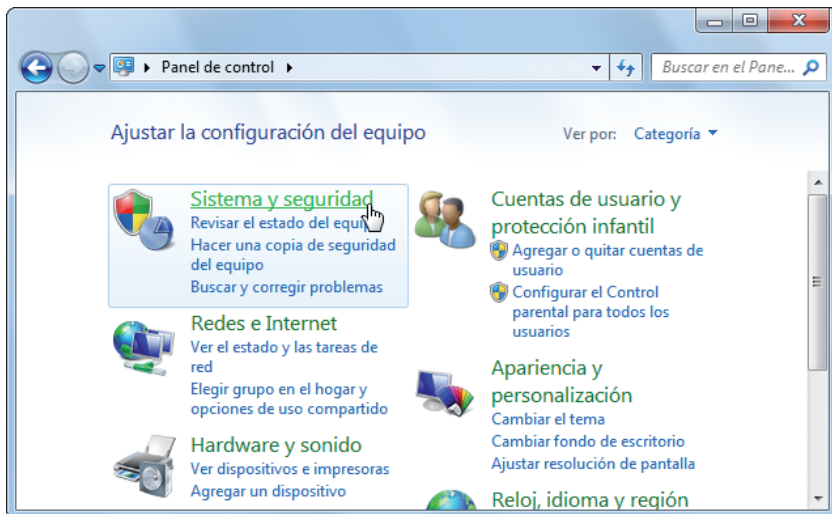 Panel de control
Buscar en el Pane...
Ajustar la configuración del equipo
Ver por: Categoría
Sistema y seguridad
Revisar el estado del equipo
Hacer una copia de seguridad
del equipo
Buscar y corregir problemas
Redes e Internet
Ver el estado y las tareas de
red
Elegir grupo en el hogar y
opciones de uso compartido
Hardware y sonido
Ver dispositivos e impresoras
Agregar un dispositivo
Cuentas de usuario y
protección infantil
Agregar o quitar cuentas de
usuario
Configurar el Control
parental para todos los
usuarios
Apariencia y
personalización
Cambiar el tema
Cambiar fondo de escritorio
Ajustar resolución de pantalla
Reloj, idioma y región